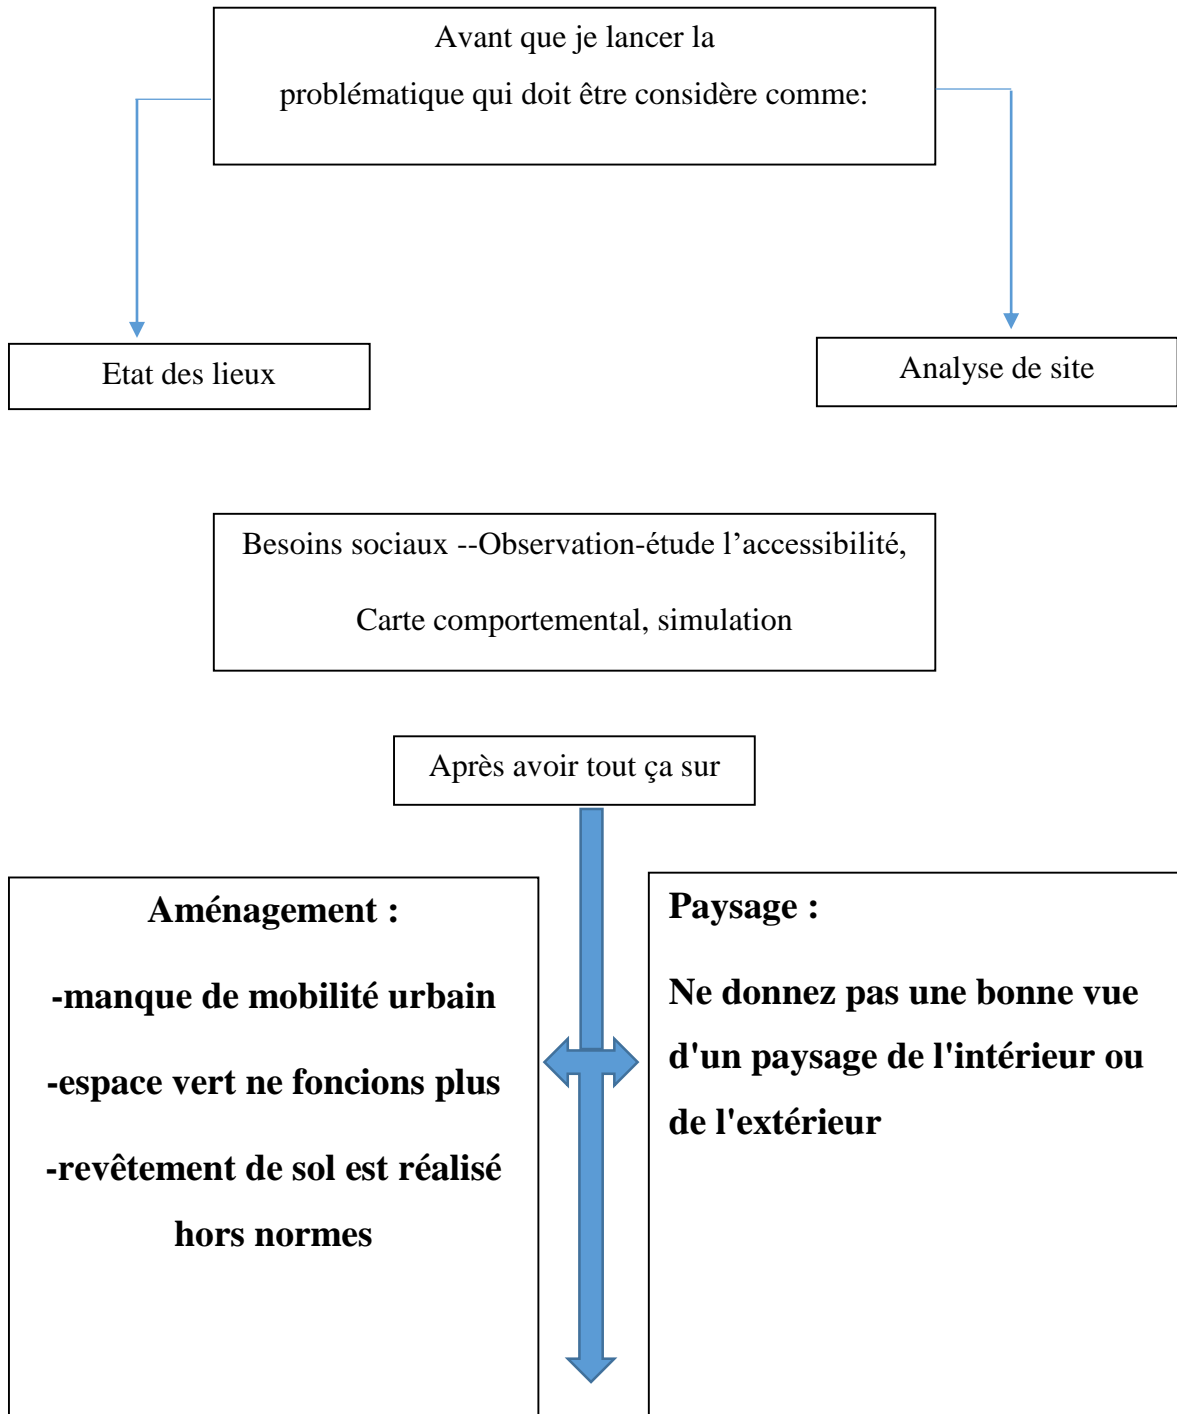 Avant que je lancer la
problématique qui doit être considère comme:
Etat des lieux
Analyse de site
Besoins sociaux --Observation-étude l’accessibilité,
Carte comportemental, simulation
Après avoir tout ça sur
Aménagement :
-manque de mobilité urbain
-espace vert ne foncions plus
-revêtement de sol est réalisé
hors normes
Paysage :
Ne donnez pas une bonne vue
d'un paysage de l'intérieur ou
de l'extérieur